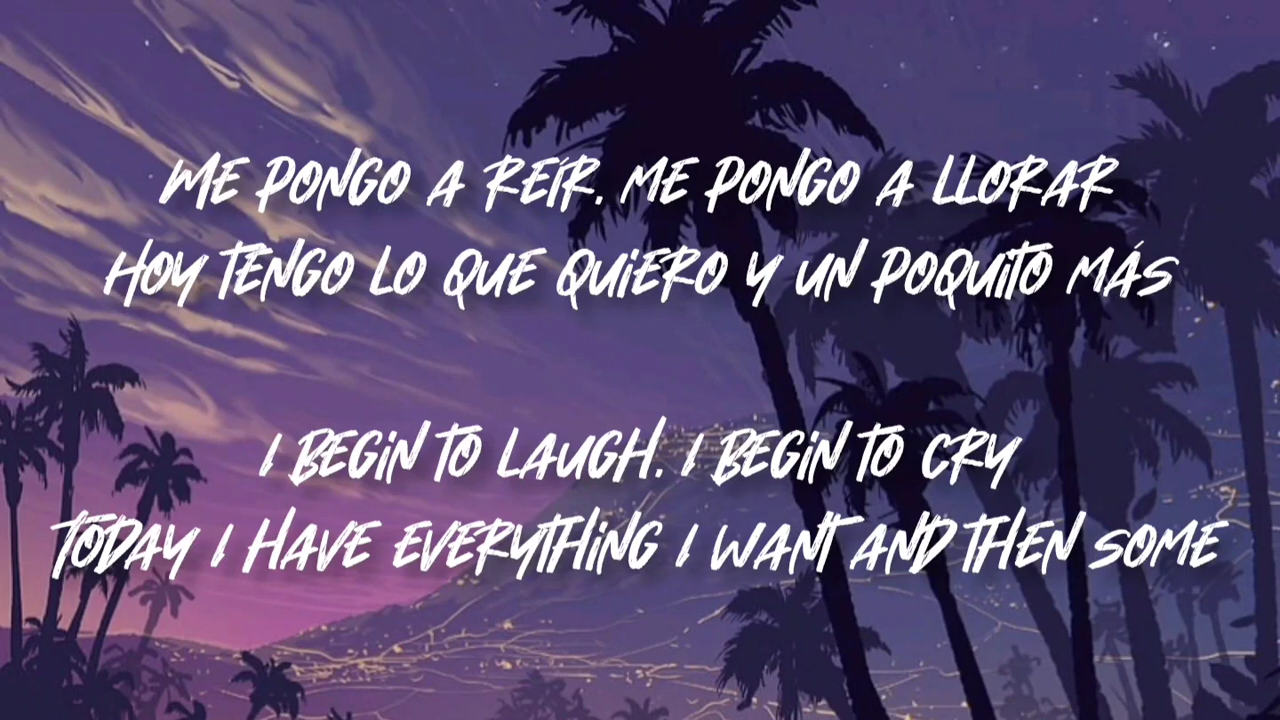 ME PONGO A REÍR, ME PONGO A LLORAR
HOY TENGO LO QUE QUIERO Y UN POQUITO MÁS
I BEGIN TO LAUGH, I BEGIN TO CRY
TODAY I HAVE EVERYTHING I WANT AND THEN SOME